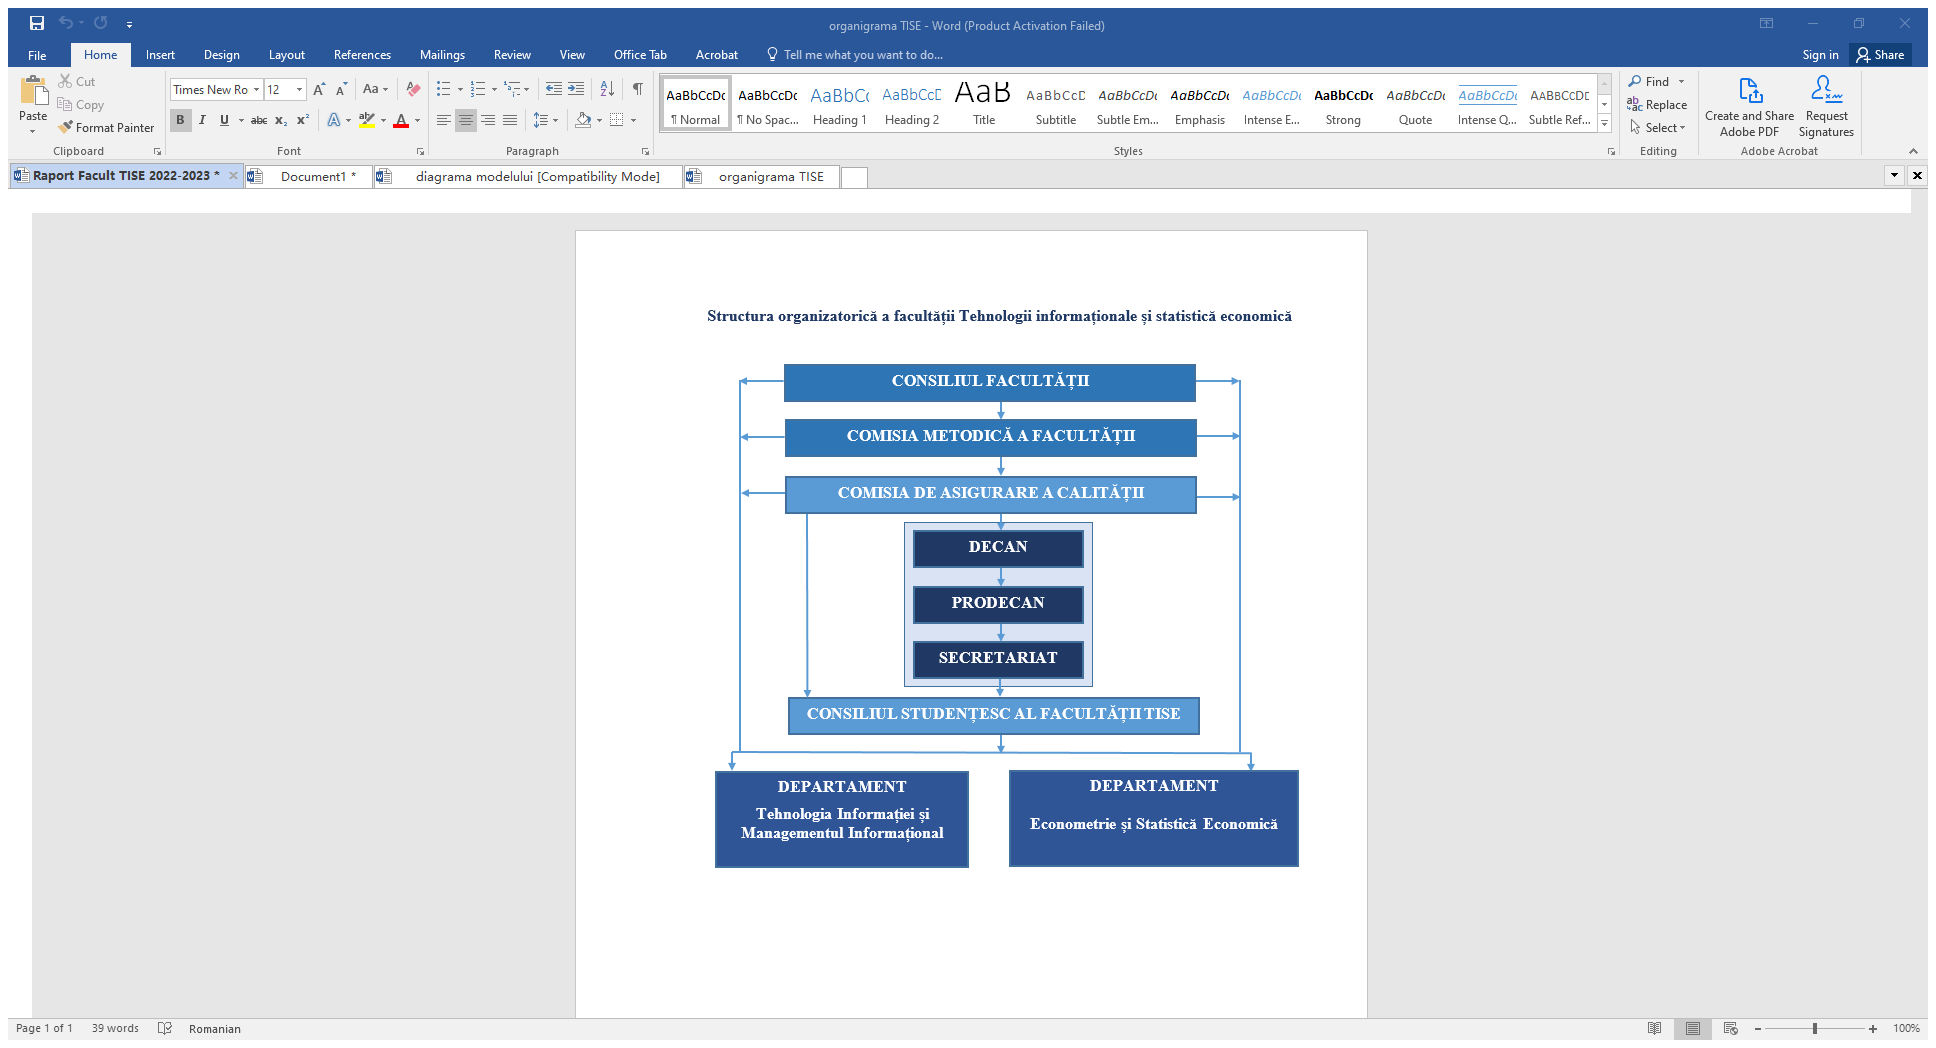 organigrama TISE - Word (Product Activation Failed)
File Home Insert Design Layout References Mailings Review View Office Tab Acrobat Tell me what you want to do... Sign in Share
Paste
Cut
Copy
Format Painter
Clipboard
Times New Ro 12
Font
Paragraph
AaBbCcDc AaBbCcDc AaBbCc AaBbCcD AaB AaBbCcD AaBbCcDc AaBbCcDc AaBbCcDc AaBbCcDc AaBbCcDc AaBbCcDc AaBbCcDd
¶ Normal ¶ No Spac... Heading 1 Heading 2 Title Subtitle Subtle Em... Emphasis Intense E... Strong Quote Intense Q... Subtle Ref...
Styles
Find
Replace
Select
Editing
Create and Share
Adobe PDF
Request
Signatures
Adobe Acrobat
Raport Facult TISE 2022-2023 * Document1 * diagrama modelului [Compatibility Mode] organigrama TISE
Structura organizatorică a facultății Tehnologii informaționale și statistică economică
CONSILIUL FACULTĂȚII
COMISIA METODICĂ A FACULTĂȚII
COMISIA DE ASIGURARE A CALITĂȚII
DECAN
PRODECAN
SECRETARIAT
CONSILIUL STUDENȚESC AL FACULTĂȚII TISE
DEPARTAMENT
Tehnologia Informației și
Managementul Informațional
DEPARTAMENT
Econometrie și Statistică Economică
Page 1 of 1 39 words Romanian 100%